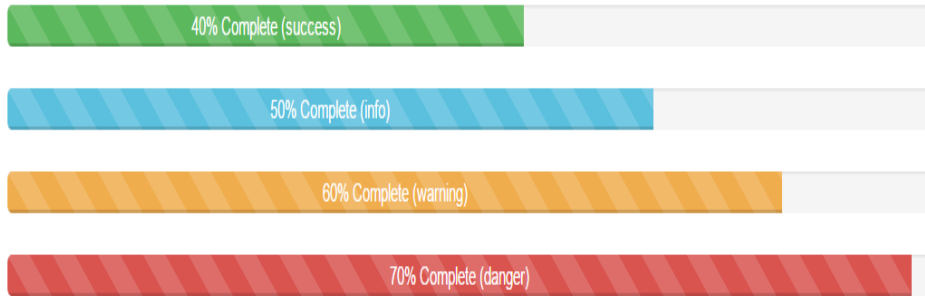 40% Complete (success)
50% Complete (info)
60% Complete (warning)
70% Complete (danger)